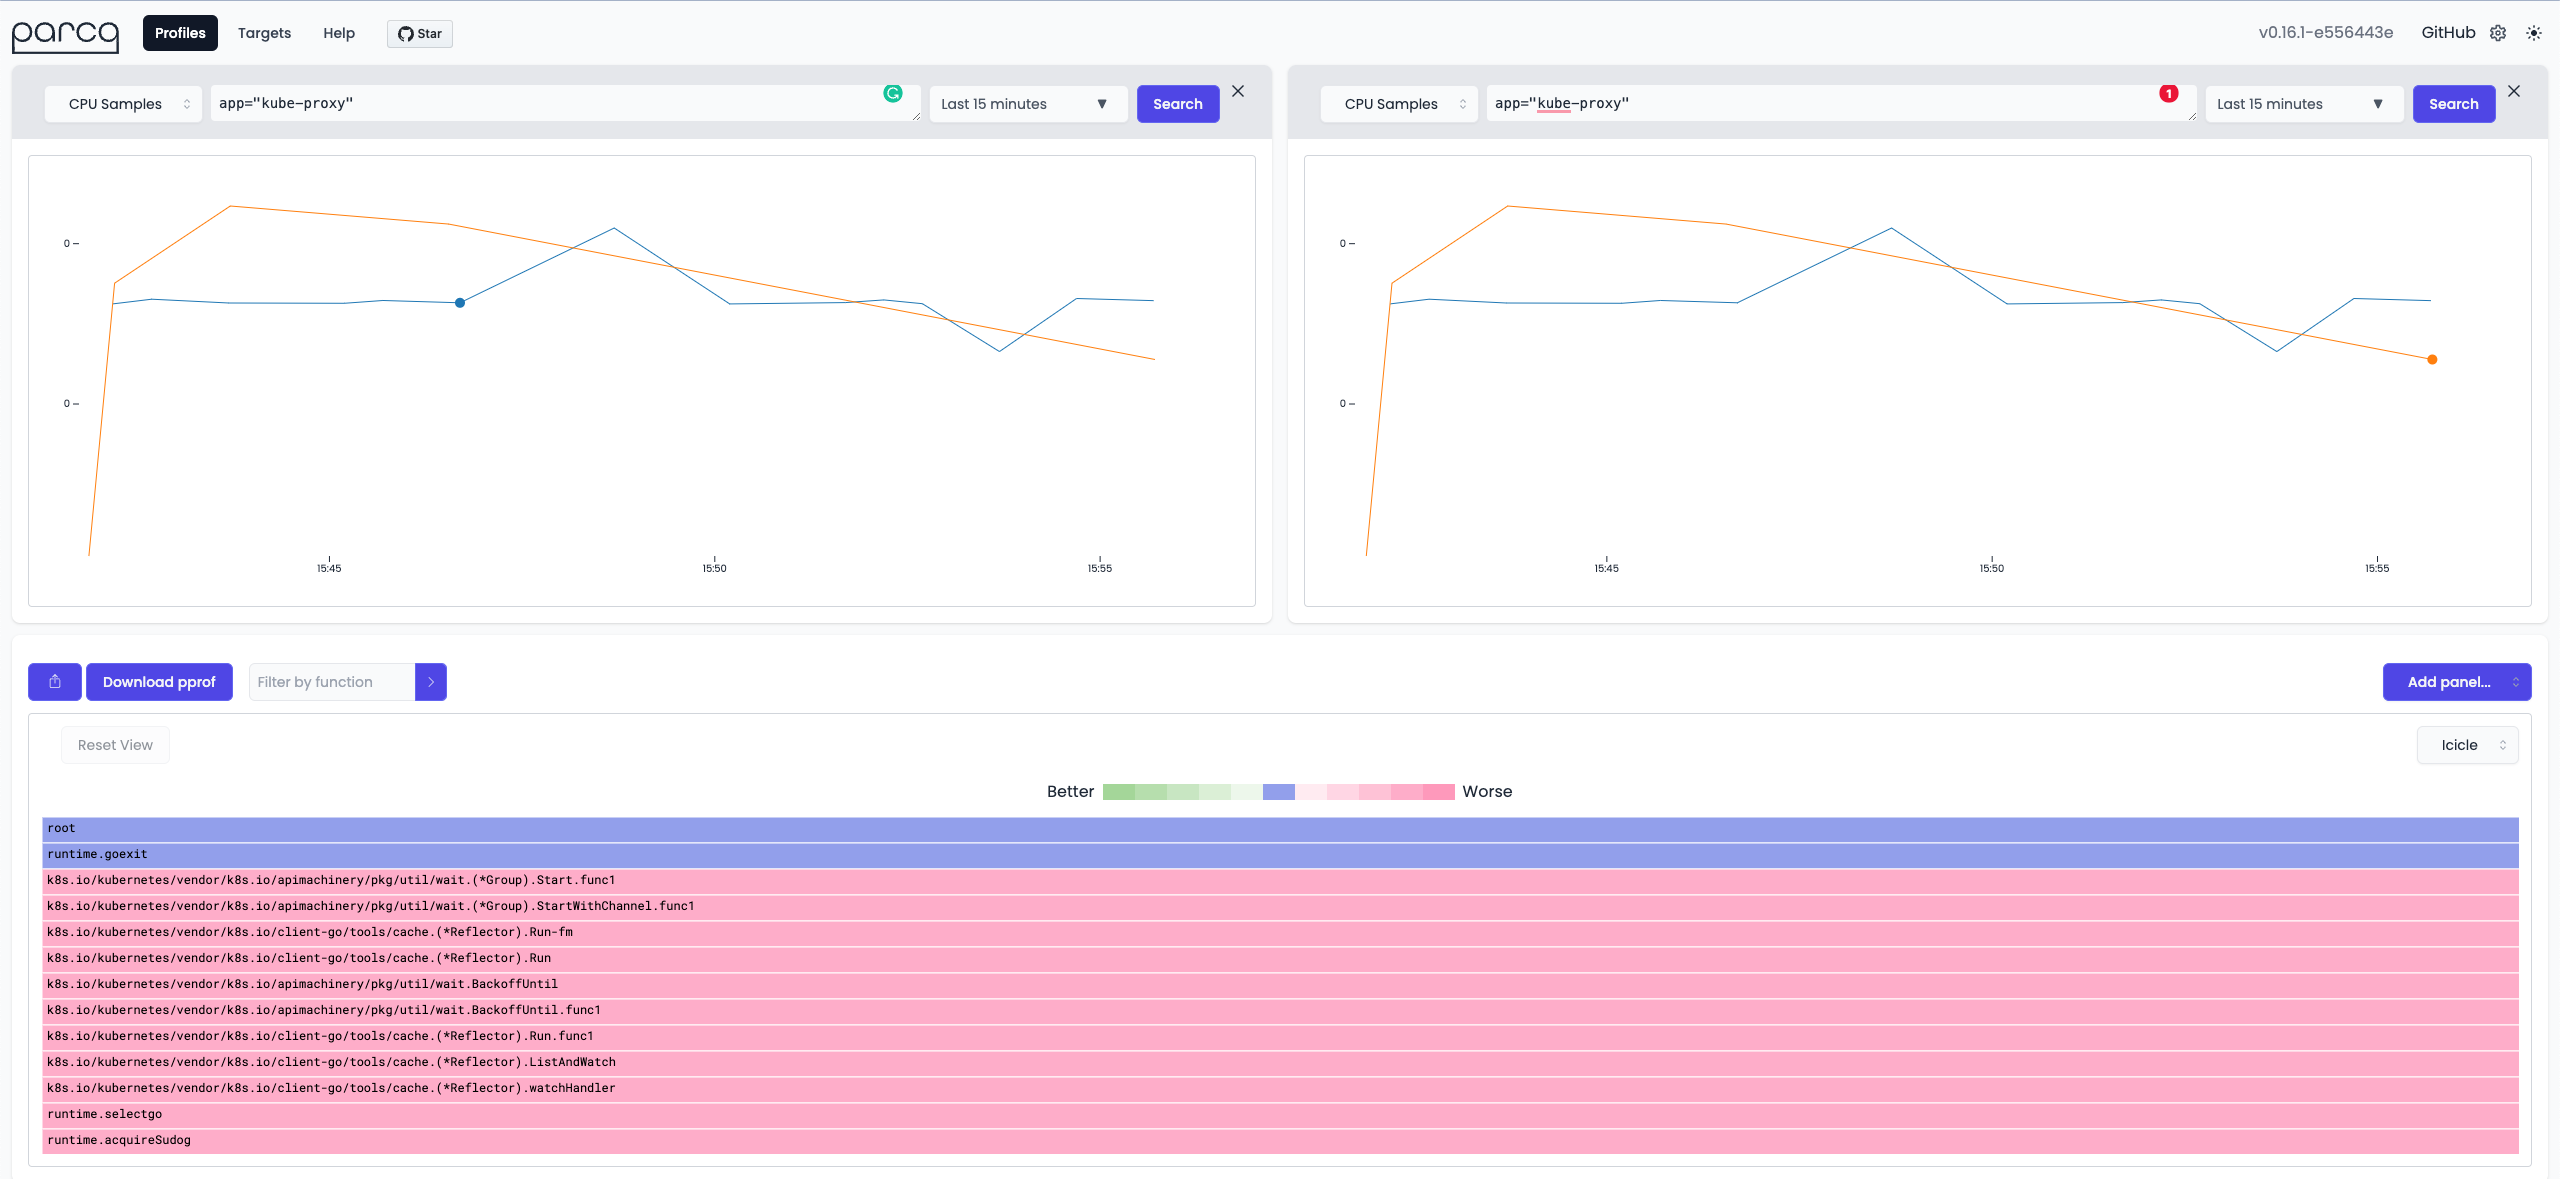 parca Profiles Targets Help Star v0.16.1-e556443e GitHub
CPU Samples app="kube-proxy" Last 15 minutes ▼ Search
CPU Samples app="kube-proxy" 1 Last 15 minutes ▼ Search
0
0
15:45 15:50 15:55
0
0
15:45 15:50 15:55
Download pprof Filter by function Add panel...
Reset View Icicle
Better Worse
root
runtime.goexit
k8s.io/kubernetes/vendor/k8s.io/apimachinery/pkg/util/wait.(*Group).Start.func1
k8s.io/kubernetes/vendor/k8s.io/apimachinery/pkg/util/wait.(*Group).StartWithChannel.func1
k8s.io/kubernetes/vendor/k8s.io/client-go/tools/cache.(*Reflector).Run-fm
k8s.io/kubernetes/vendor/k8s.io/client-go/tools/cache.(*Reflector).Run
k8s.io/kubernetes/vendor/k8s.io/apimachinery/pkg/util/wait.BackoffUntil
k8s.io/kubernetes/vendor/k8s.io/apimachinery/pkg/util/wait.BackoffUntil.func1
k8s.io/kubernetes/vendor/k8s.io/client-go/tools/cache.(*Reflector).Run.func1
k8s.io/kubernetes/vendor/k8s.io/client-go/tools/cache.(*Reflector).ListAndWatch
k8s.io/kubernetes/vendor/k8s.io/client-go/tools/cache.(*Reflector).watchHandler
runtime.selectgo
runtime.acquireSudog